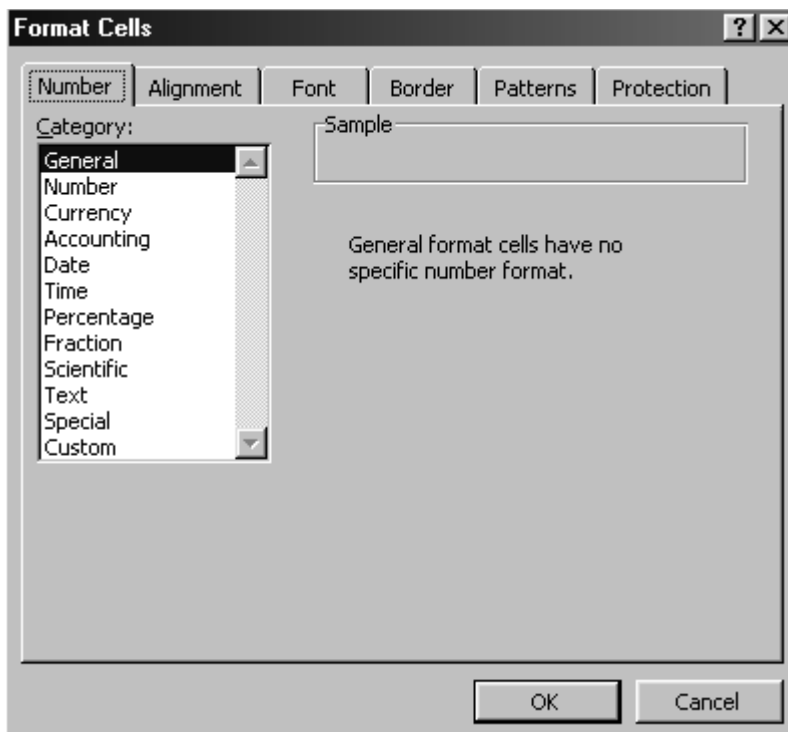 Format Cells
Number Alignment Font Border Patterns Protection
Category:
General
Number
Currency
Accounting
Date
Time
Percentage
Fraction
Scientific
Text
Special
Custom
Sample
General format cells have no
specific number format.
OK Cancel